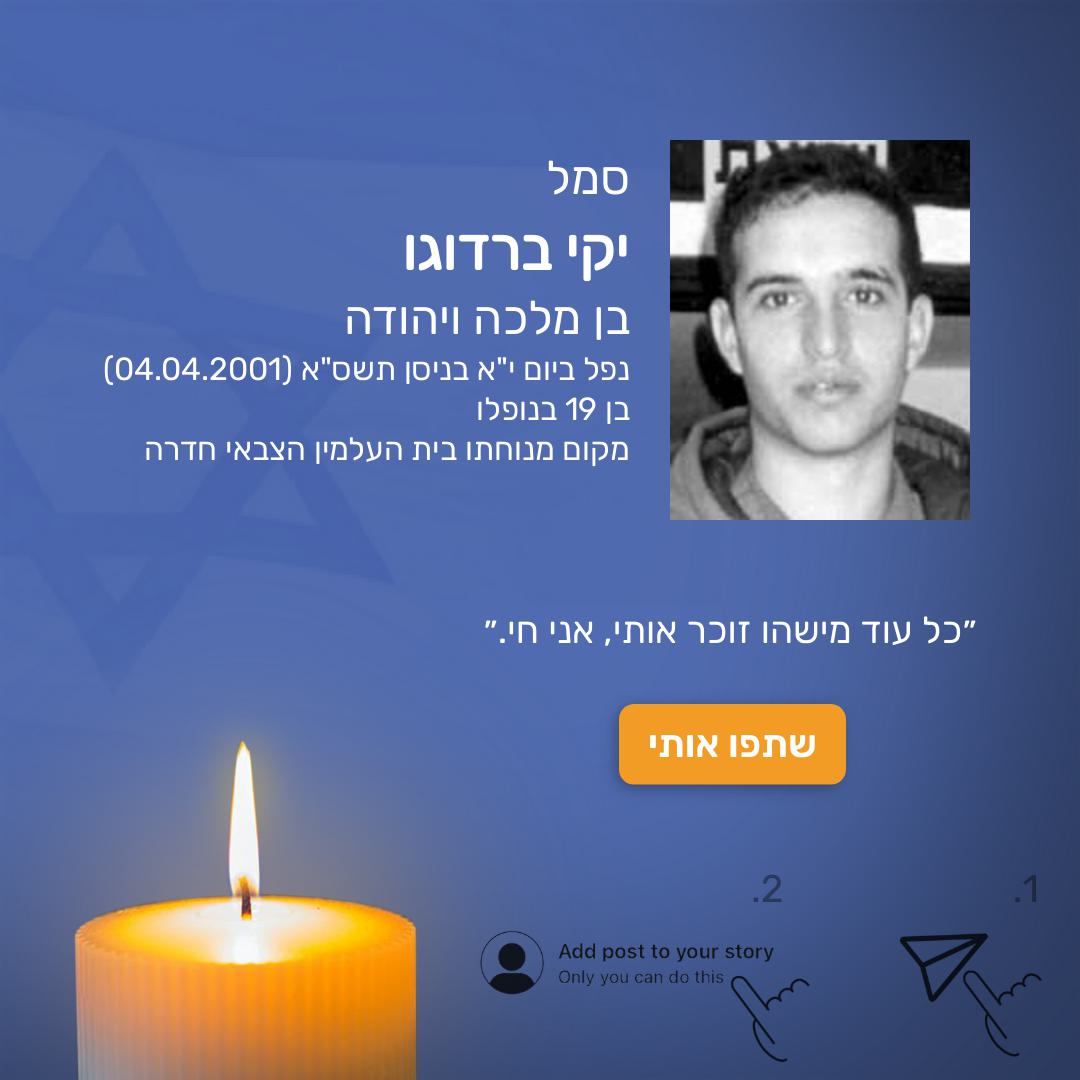 סמל
יקי ברדוגו
בן מלכה ויהודה
נפל ביום י"א בניסן תשס"א (04.04.2001)
בן 19 בנופלו
מקום מנוחתו בית העלמין הצבאי חדרה
״כל עוד מישהו זוכר אותי, אני חי.״
שתפו אותי
1.
2.
Add post to your story
Only you can do this